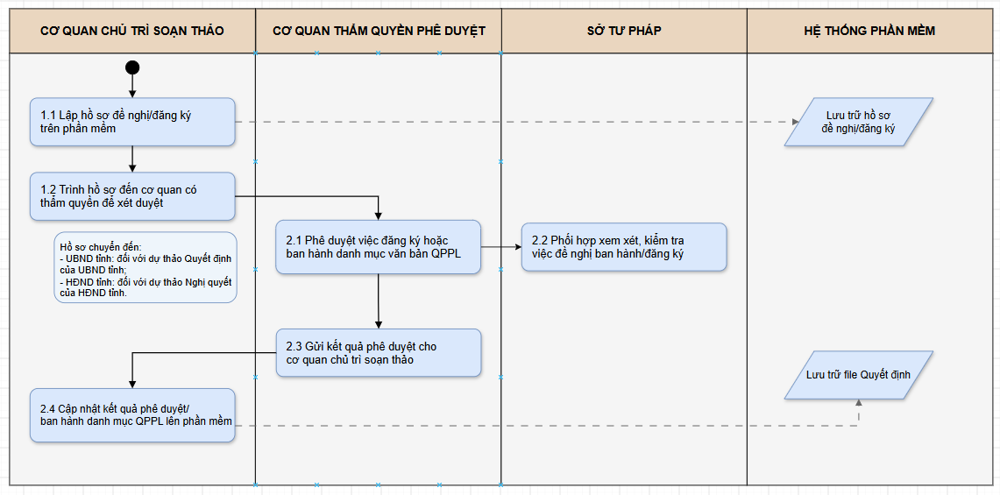 CƠ QUAN CHỦ TRÌ SOẠN THẢO
CƠ QUAN THẨM QUYỀN PHÊ DUYỆT
SỞ TƯ PHÁP
HỆ THỐNG PHẦN MỀM
1.1 Lập hồ sơ đề nghị/đăng ký
trên phần mềm
Lưu trữ hồ sơ
đề nghị/đăng ký
1.2 Trình hồ sơ đến cơ quan có
thẩm quyền để xét duyệt
Hồ sơ chuyển đến:
- UBND tỉnh: đối với dự thảo Quyết định
của UBND tỉnh;
- HĐND tỉnh: đối với dự thảo Nghị quyết
của HĐND tỉnh.
2.1 Phê duyệt việc đăng ký hoặc
ban hành danh mục văn bản QPPL
2.2 Phối hợp xem xét, kiểm tra
việc đề nghị ban hành/đăng ký
2.3 Gửi kết quả phê duyệt cho
cơ quan chủ trì soạn thảo
Lưu trữ file Quyết định
2.4 Cập nhật kết quả phê duyệt/
ban hành danh mục QPPL lên phần mềm